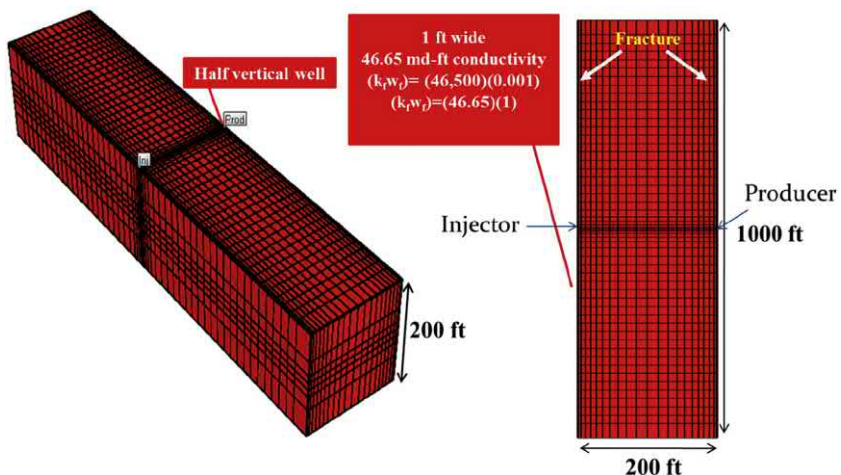 Half vertical well
Prod
Inj
200 ft
1 ft wide
46.65 md-ft conductivity
(kfwf)= (46,500)(0.001)
(kfwf)=(46.65)(1)
Fracture
Injector
Producer
1000 ft
200 ft